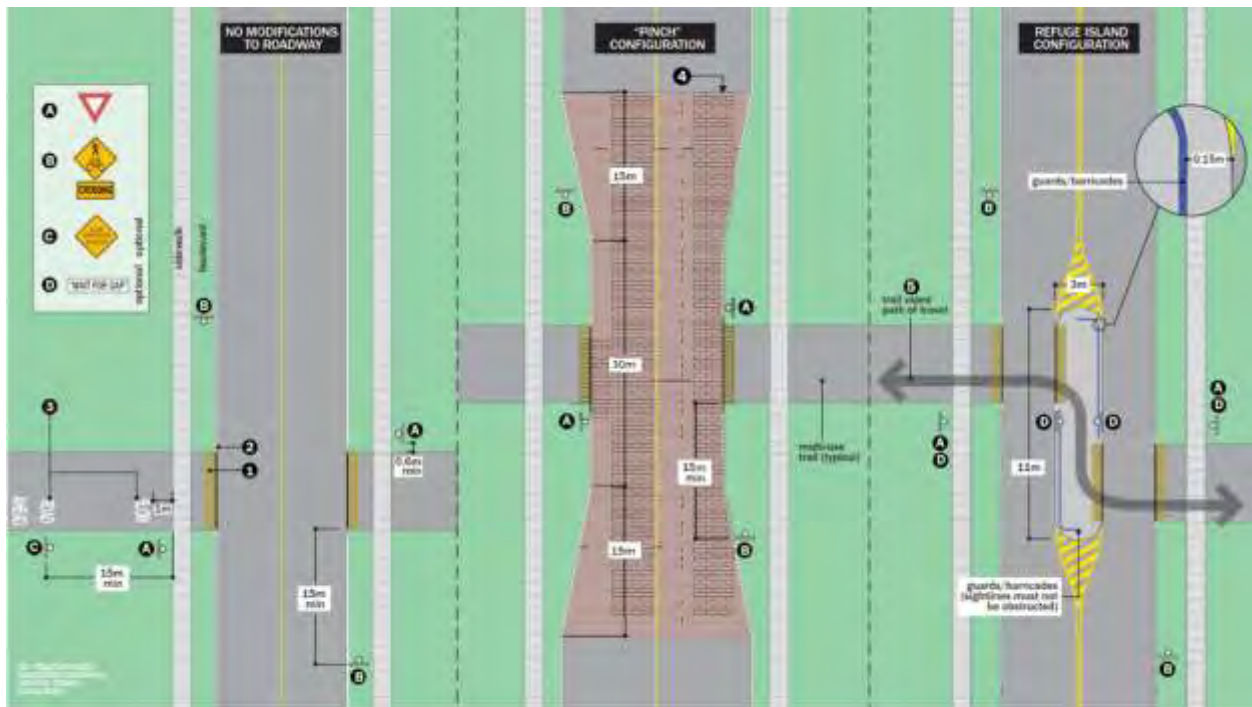 NO MODIFICATIONS
TO ROADWAY
"PINCH"
CONFIGURATION
REFUGE ISLAND
CONFIGURATION
A
B
CROSSING
C
D
"WAIT FOR GAP"
optional
optional
sidewalk
boulevard
B
3
2
1
A
0.6m
min
1m
C
A
15m
min
15m
min
B
4
15m
B
A
30m
A
15m
min
15m
B
5
path of travel
multi-use
trail (typical)
D
guards/barricades
0.15m
3m
A
D
D
D
A
D
11m
guards/barricades
(sightlines must not
be obstructed)
B